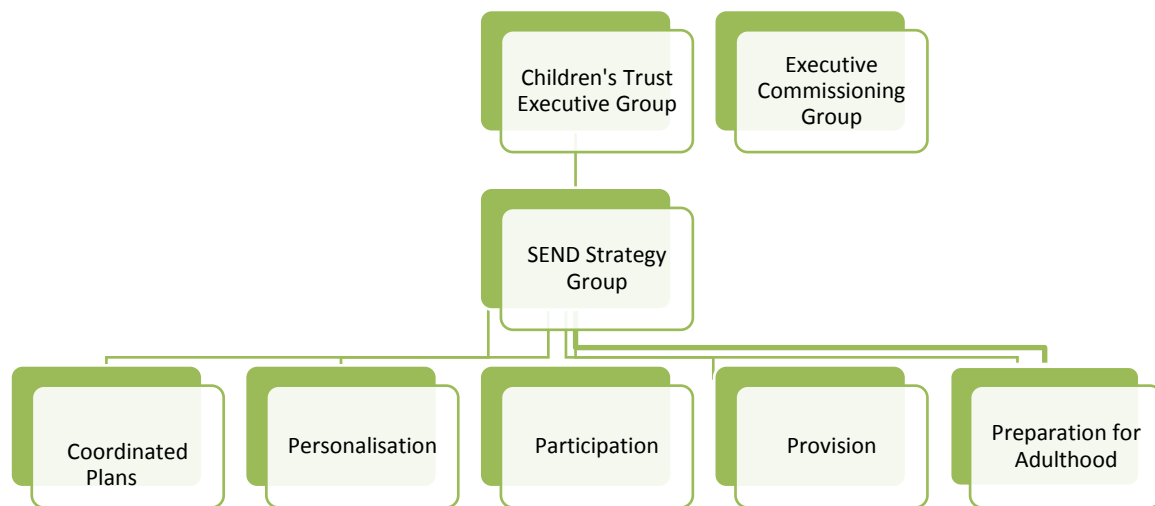 Children's Trust
Executive Group
Executive
Commissioning
Group
SEND Strategy
Group
Coordinated
Plans
Personalisation
Participation
Provision
Preparation for
Adulthood